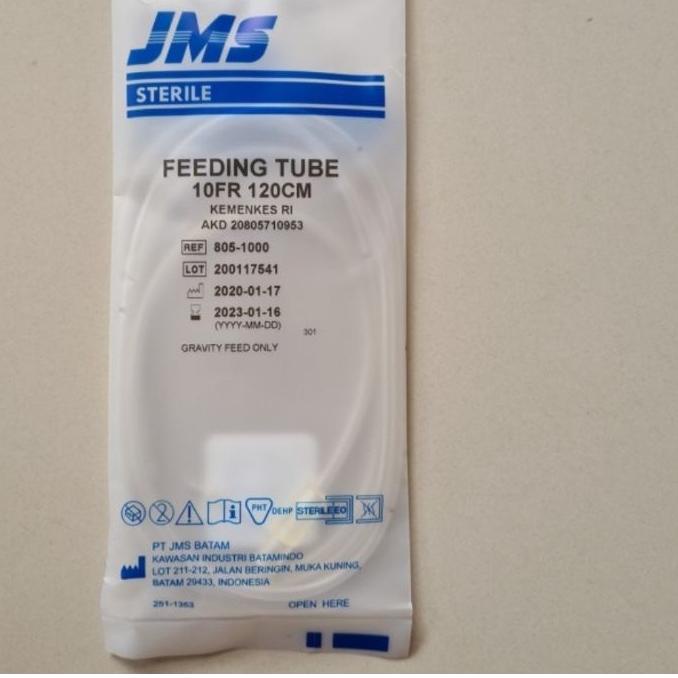 JMS
STERILE
FEEDING TUBE
10FR 120CM
KEMENKES RI
AKD 20805710953
REF 805-1000
LOT 200117541
2020-01-17
2023-01-16
(YYYY-MM-DD)
301
GRAVITY FEED ONLY
2
PHT DEHP STERILE EO
PT JMS BATAM
KAWASAN INDUSTRI BATAMINDO
LOT 211-212, JALAN BERINGIN, MUKA KUNING,
BATAM 29433, INDONESIA
251-1353 OPEN HERE